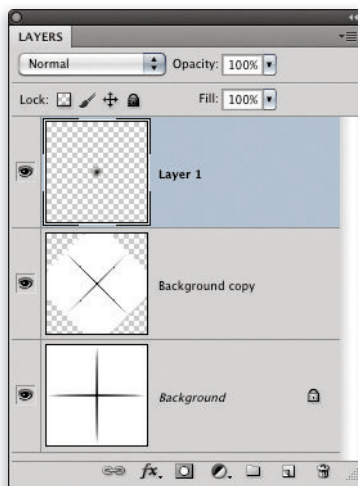 LAYERS
Normal Opacity: 100%
Lock: Fill: 100%
Layer 1
Background copy
Background
fx.